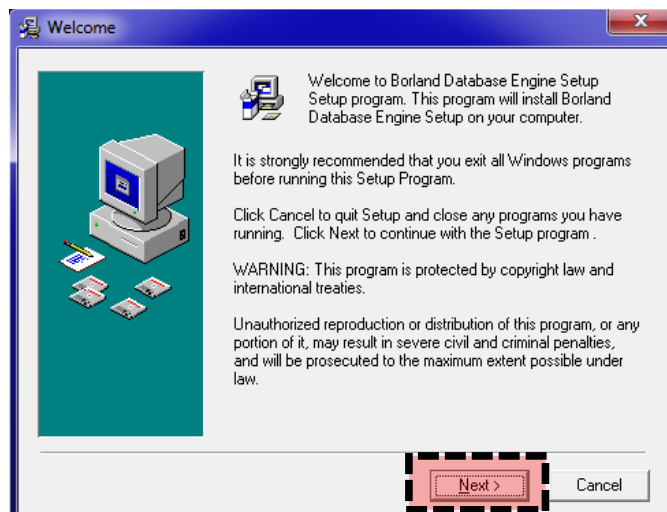 Welcome
Welcome to Borland Database Engine Setup
Setup program. This program will install Borland
Database Engine Setup on your computer.
It is strongly recommended that you exit all Windows programs
before running this Setup Program.
Click Cancel to quit Setup and close any programs you have
running. Click Next to continue with the Setup program .
WARNING: This program is protected by copyright law and
international treaties.
Unauthorized reproduction or distribution of this program, or any
portion of it, may result in severe civil and criminal penalties,
and will be prosecuted to the maximum extent possible under
law.
Next > Cancel